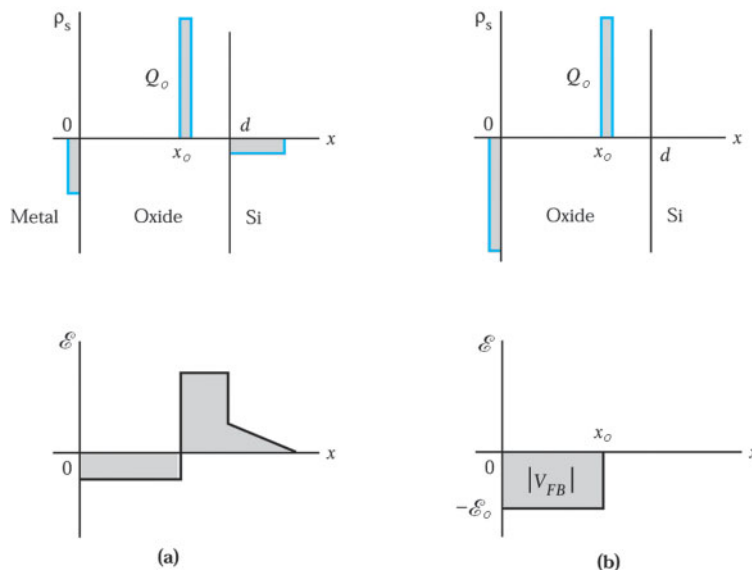 ρs
Qo
0
d
x
xo
Metal
Oxide
Si
ℰ
0
x
(a)
ρs
Qo
0
x
xo
d
Oxide
Si
ℰ
xo
x
0
|VFB|
−ℰo
(b)